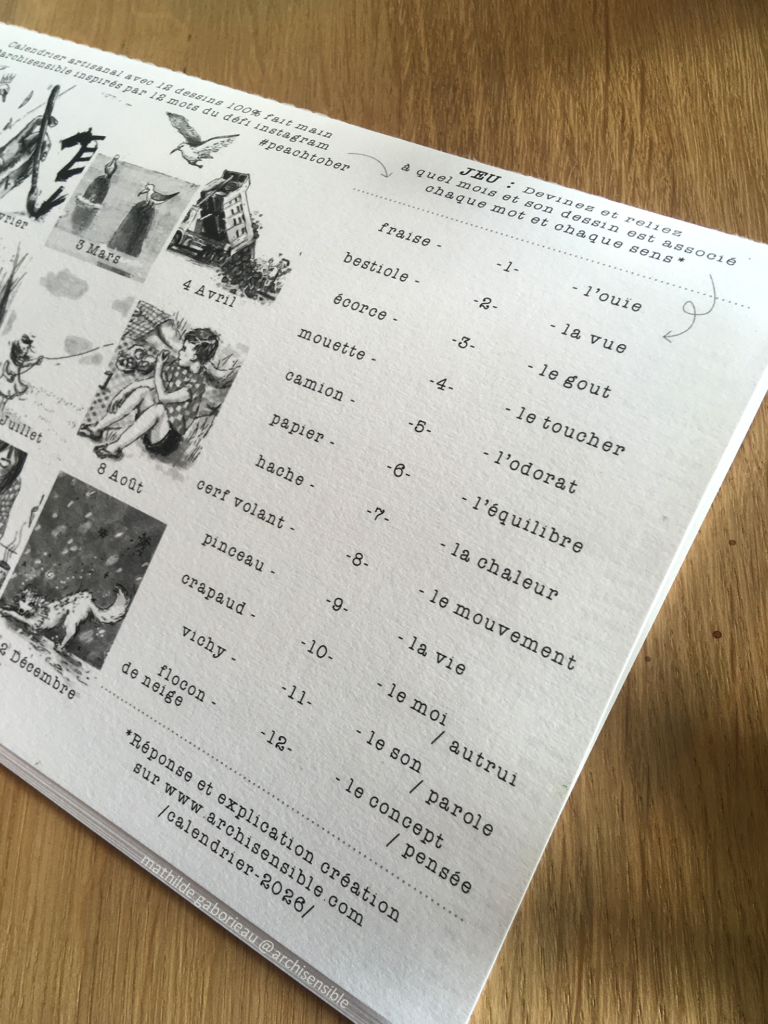 Calendrier artisanal avec 12 dessins 100% fait main
archisensible inspirés par 12 mots du défi instagram
#peachtober
JEU : Devinez et reliez
à quel mois et son dessin est associé
chaque mot et chaque sens*
vrier
3 Mars
4 Avril
Juillet
8 Août
2 Décembre
fraise - -1- - l'ouïe
bestiole - -2- - la vue
écorce - -3- - le gout
mouette - -4- - le toucher
camion - -5- - l'odorat
papier - -6- - l'équilibre
hache - -7- - la chaleur
cerf volant - -8- - le mouvement
pinceau - -9- - la vie
crapaud - -10- - le moi
/ autrui
vichy - -11- - le son
/ parole
flocon - -12- - le concept
de neige / pensée
*Réponse et explication création
sur www.archisensible.com
/calendrier-2026/
mathilde gaborieau @archisensible